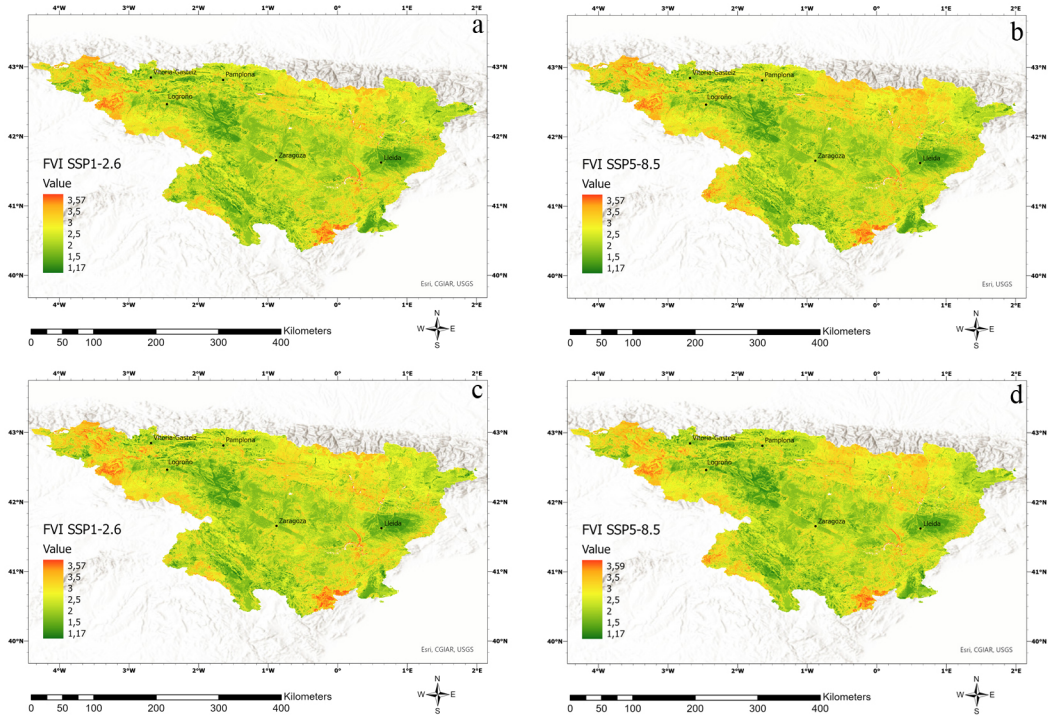 4°W 3°W 2°W 1°W 0° 1°E 2°E
a
43°N 43°N
Vitoria-Gasteiz
Pamplona
Logroño
42°N 42°N
Zaragoza
Lleida
FVI SSP1-2.6
Value
3,57
3,5
3
2,5
2
1,5
1,17
41°N 41°N
40°N 40°N
Esri, CGIAR, USGS
4°W 3°W 2°W 1°W 0° 1°E 2°E
Kilometers
0 50 100 200 300 400
N
W E
S
4°W 3°W 2°W 1°W 0° 1°E 2°E
b
43°N 43°N
Vitoria-Gasteiz
Pamplona
Logroño
42°N 42°N
Zaragoza
Lleida
FVI SSP5-8.5
Value
3,57
3,5
3
2,5
2
1,5
1,17
41°N 41°N
40°N 40°N
Esri, USGS
4°W 3°W 2°W 1°W 0° 1°E 2°E
Kilometers
0 50 100 200 300 400
N
W E
S
4°W 3°W 2°W 1°W 0° 1°E 2°E
c
43°N 43°N
Vitoria-Gasteiz
Pamplona
Logroño
42°N 42°N
Zaragoza
Lleida
FVI SSP1-2.6
Value
3,57
3,5
3
2,5
2
1,5
1,17
41°N 41°N
40°N 40°N
Esri, CGIAR, USGS
4°W 3°W 2°W 1°W 0° 1°E 2°E
Kilometers
0 50 100 200 300 400
N
W E
S
4°W 3°W 2°W 1°W 0° 1°E 2°E
d
43°N 43°N
Vitoria-Gasteiz
Pamplona
Logroño
42°N 42°N
Zaragoza
Lleida
FVI SSP5-8.5
Value
3,59
3,5
3
2,5
2
1,5
1,17
41°N 41°N
40°N 40°N
Esri, CGIAR, USGS
4°W 3°W 2°W 1°W 0° 1°E 2°E
Kilometers
0 50 100 200 300 400
N
W E
S